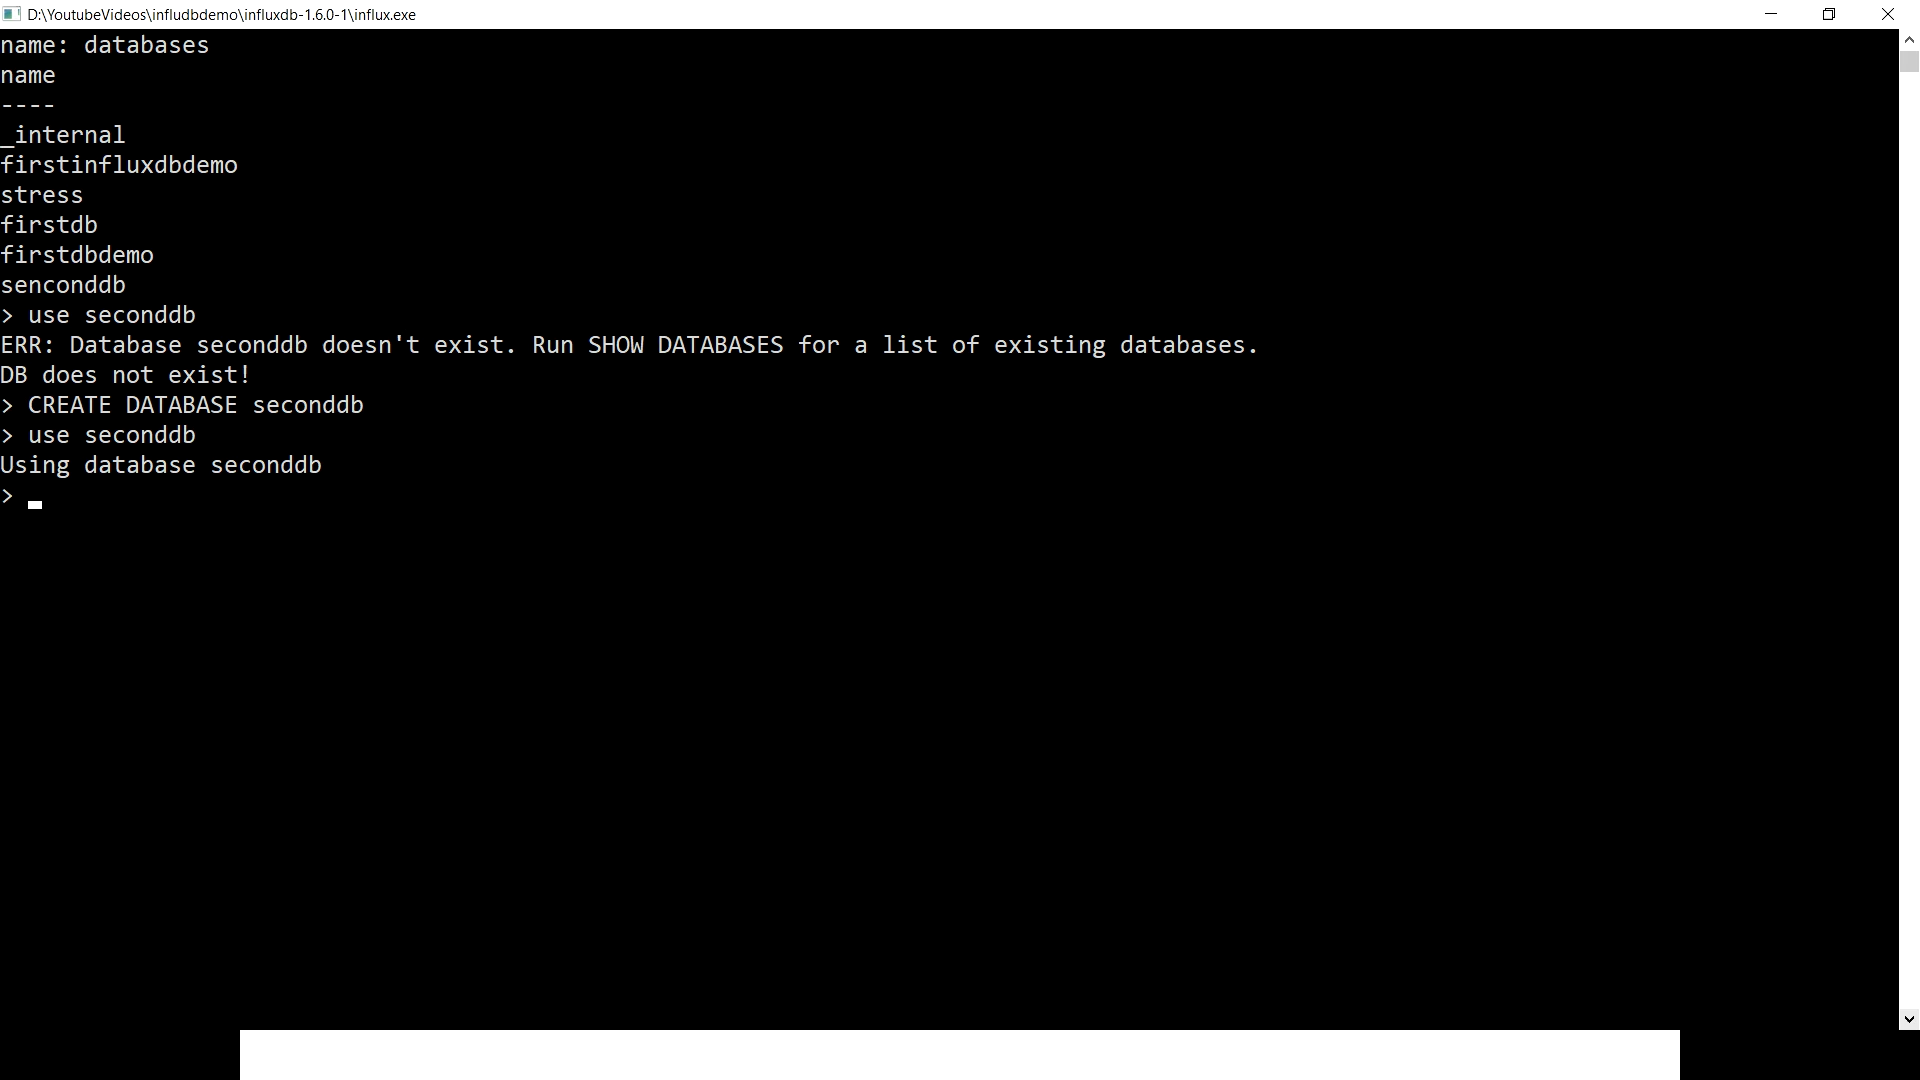 D:\YoutubeVideos\infludbdemo\influxdb-1.6.0-1\influx.exe
name: databases
name
----
_internal
firstinfluxdbdemo
stress
firstdb
firstdbdemo
senconddb
> use seconddb
ERR: Database seconddb doesn't exist. Run SHOW DATABASES for a list of existing databases.
DB does not exist!
> CREATE DATABASE seconddb
> use seconddb
Using database seconddb
>